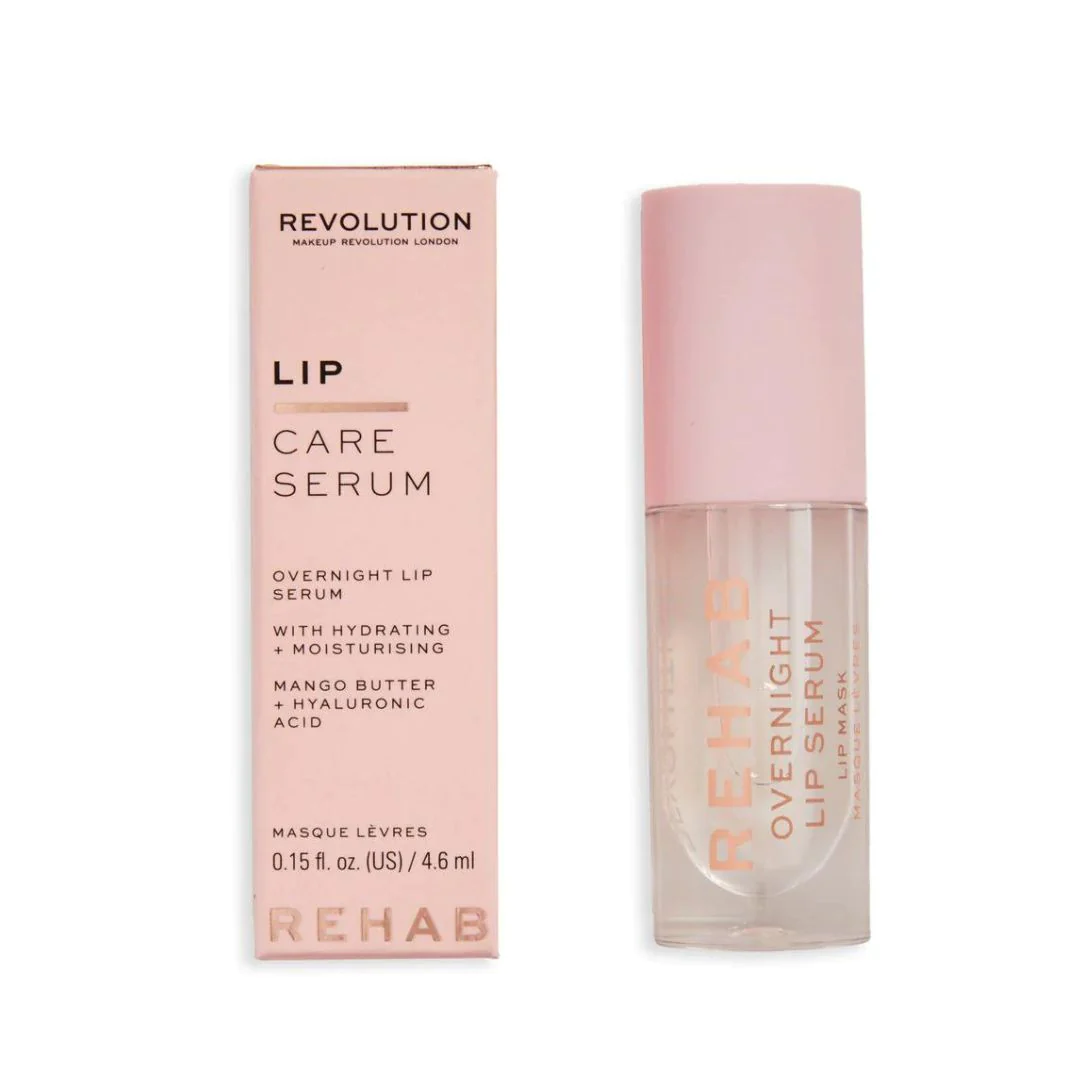 REVOLUTION
MAKEUP REVOLUTION LONDON
LIP
CARE
SERUM
OVERNIGHT LIP
SERUM
WITH HYDRATING
+ MOISTURISING
MANGO BUTTER
+ HYALURONIC
ACID
MASQUE LÈVRES
0.15 fl. oz. (US) / 4.6 ml
REHAB
REHAB
OVERNIGHT
LIP SERUM
LIP MASK
MASQUE LÈVRES